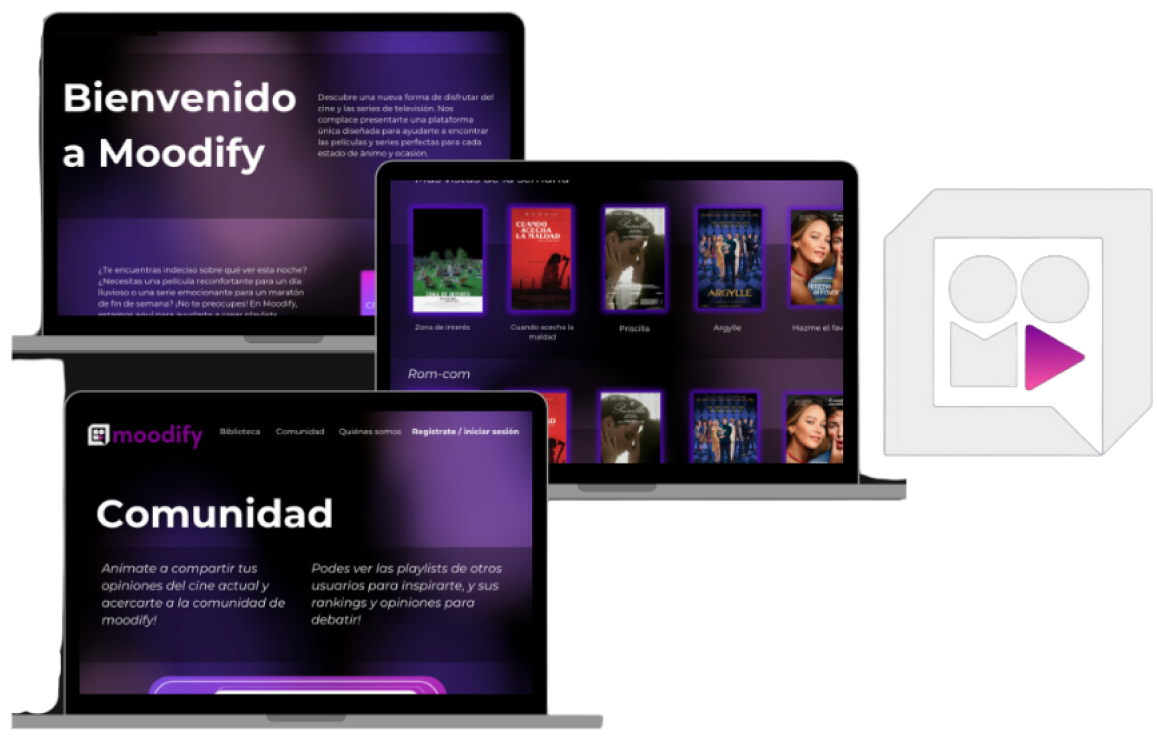 Bienvenido
a Moodify
Descubre una nueva forma de disfrutar del
cine y las series de televisión. Nos
complace presentarte una plataforma
única diseñada para ayudarte a encontrar
las películas y series perfectas para cada
estado de ánimo y ocasión.
¿Te encuentras indeciso sobre qué ver esta noche?
¿Necesitas una película reconfortante para un día
lluvioso o una serie emocionante para un maratón
de fin de semana? ¡No te preocupes! En Moodify,
estamos aquí para ayudarte a crear playlists
Más vistas de la semana
ZONA DE INTERÉS
CUANDO
ACECHA
LA MALDAD
Priscilla
ARGYLLE
Hazme
el Favor
Zona de interés
Cuando acecha la
maldad
Priscilla
Argylle
Hazme el fav
Rom-com
moodify
Biblioteca
Comunidad
Quiénes somos
Registrate / iniciar sesión
Comunidad
Anímate a compartir tus
opiniones del cine actual y
acercarte a la comunidad de
moodify!
Podes ver las playlists de otros
usuarios para inspirarte, y sus
rankings y opiniones para
debatir!